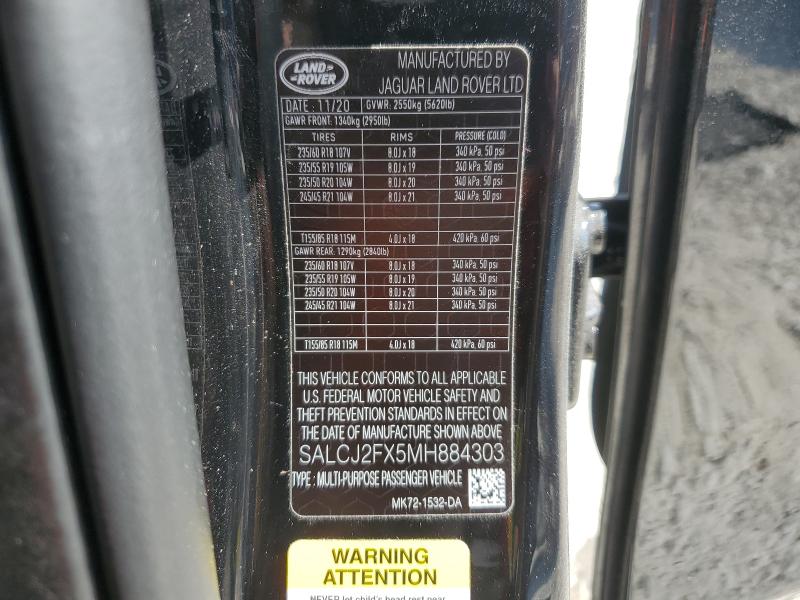 LAND ROVER
MANUFACTURED BY
JAGUAR LAND ROVER LTD
DATE : 11/20 GVWR: 2550kg (5620lb)
GAWR FRONT: 1340kg (2950lb)
TIRES RIMS PRESSURE (COLD)
235/60 R18 107V 8.0J x 18 340 kPa, 50 psi
235/55 R19 105W 8.0J x 19 340 kPa, 50 psi
235/50 R20 104W 8.0J x 20 340 kPa, 50 psi
245/45 R21 104W 8.0J x 21 340 kPa, 50 psi
T155/85 R18 115M 4.0J x 18 420 kPa, 60 psi
GAWR REAR: 1290kg (2840lb)
235/60 R18 107V 8.0J x 18 340 kPa, 50 psi
235/55 R19 105W 8.0J x 19 340 kPa, 50 psi
235/50 R20 104W 8.0J x 20 340 kPa, 50 psi
245/45 R21 104W 8.0J x 21 340 kPa, 50 psi
T155/85 R18 115M 4.0J x 18 420 kPa, 60 psi
THIS VEHICLE CONFORMS TO ALL APPLICABLE
U.S. FEDERAL MOTOR VEHICLE SAFETY AND
THEFT PREVENTION STANDARDS IN EFFECT ON
THE DATE OF MANUFACTURE SHOWN ABOVE
SALCJ2FX5MH884303
TYPE : MULTI-PURPOSE PASSENGER VEHICLE
MK72-1532-DA
WARNING
ATTENTION
NEVER let child's head rest near